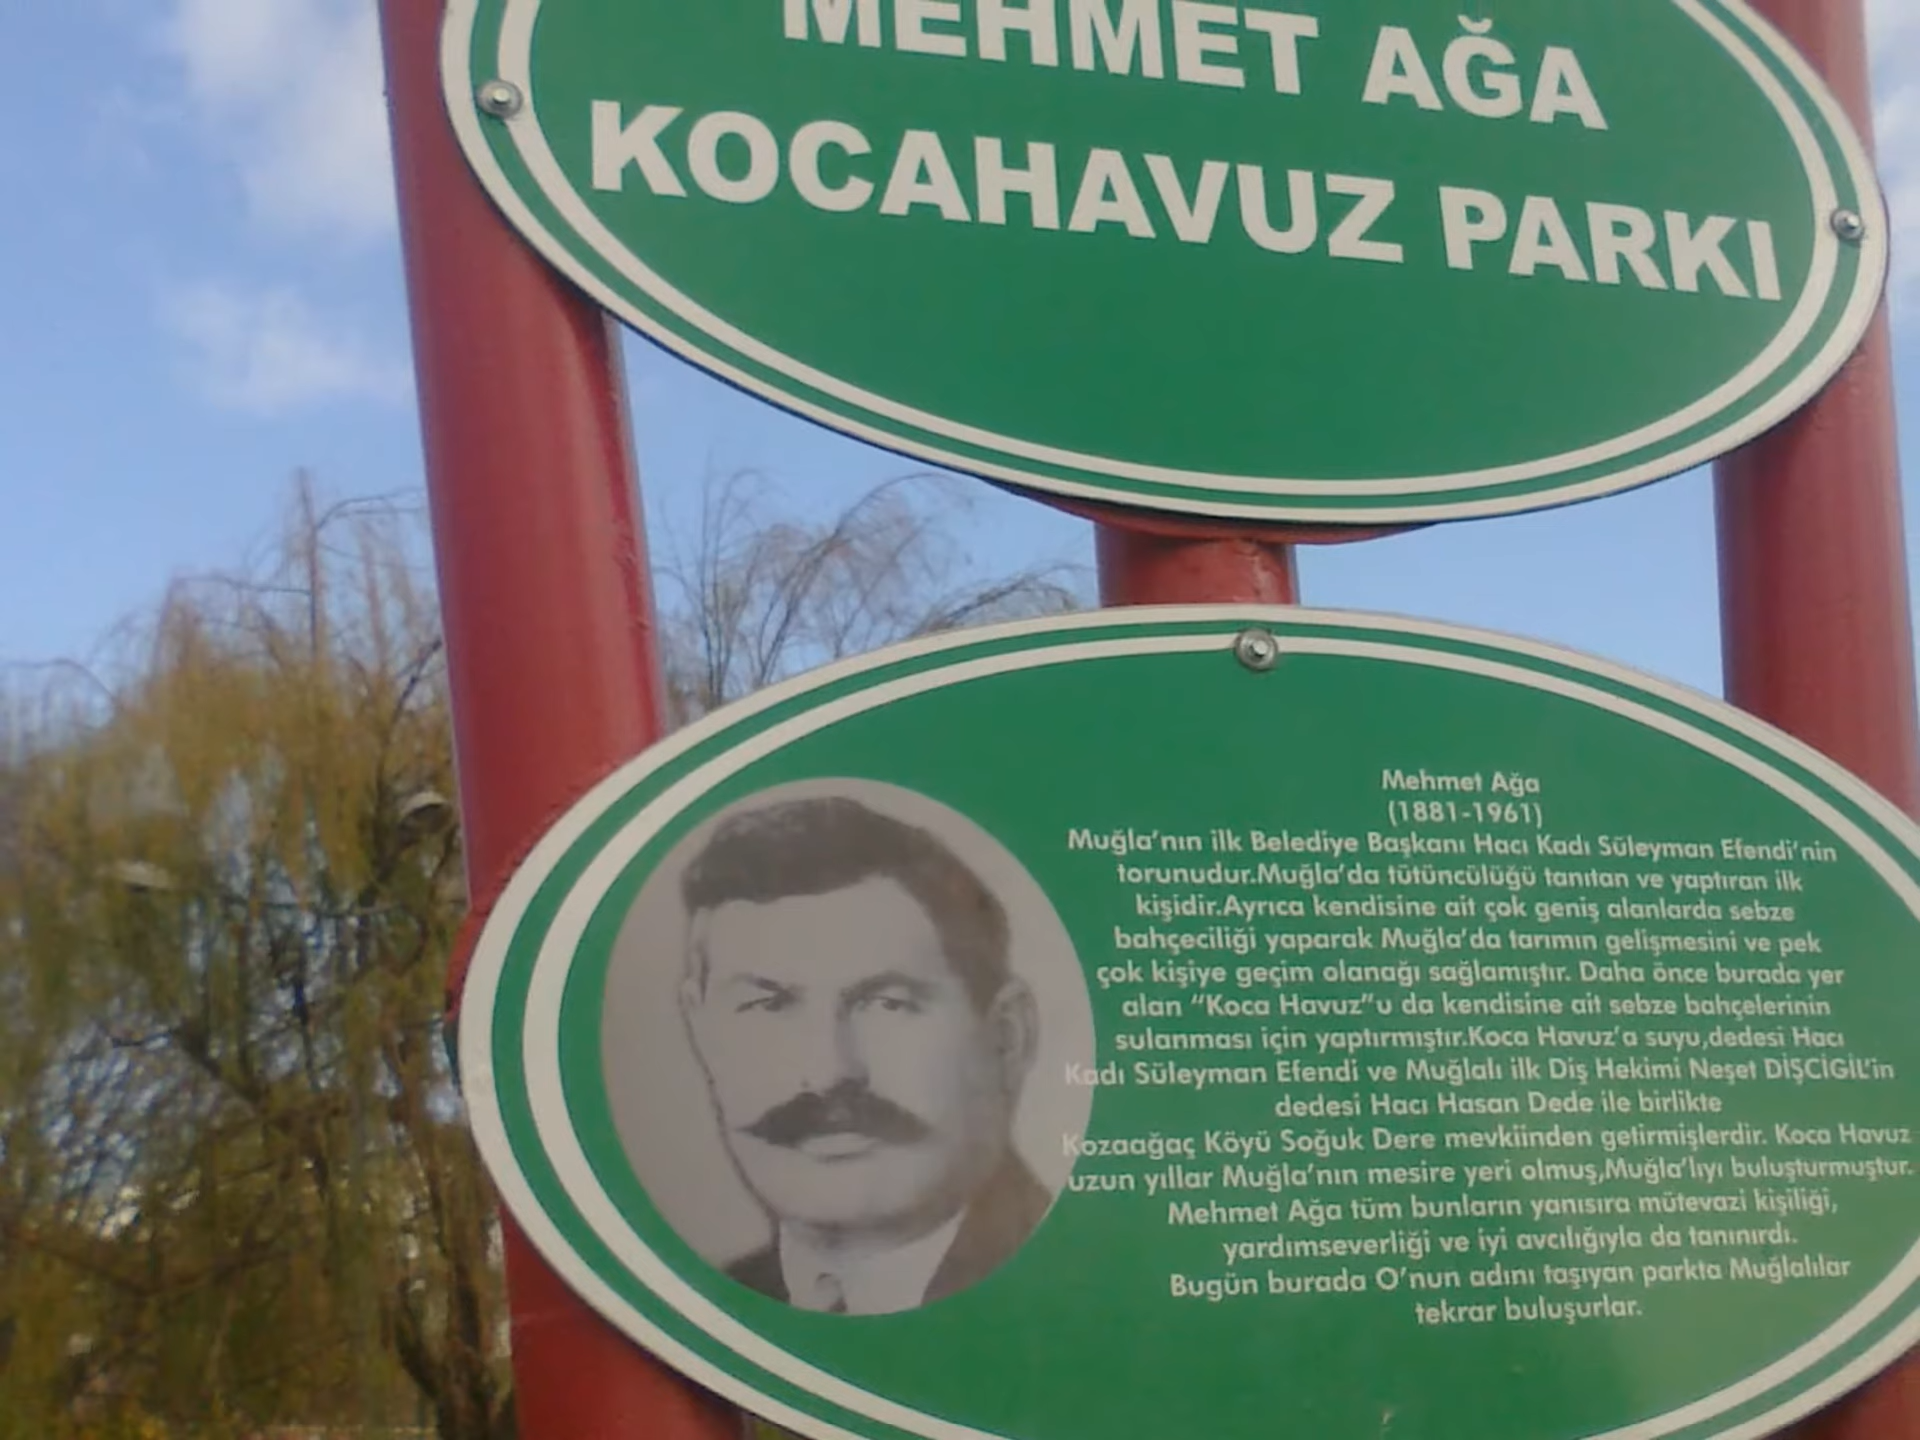 MEHMET AĞA
KOCAHAVUZ PARKI
Mehmet Ağa
(1881-1961)
Muğla'nın ilk Belediye Başkanı Hacı Kadı Süleyman Efendi'nin
torunudur.Muğla'da tütüncülüğü tanıtan ve yaptıran ilk
kişidir.Ayrıca kendisine ait çok geniş alanlarda sebze
bahçeciliği yaparak Muğla'da tarımın gelişmesini ve pek
çok kişiye geçim olanağı sağlamıştır. Daha önce burada yer
alan "Koca Havuz"u da kendisine ait sebze bahçelerinin
sulanması için yaptırmıştır.Koca Havuz'a suyu,dedesi Hacı
Kadı Süleyman Efendi ve Muğlalı ilk Diş Hekimi Neşet DİŞCİGİL'in
dedesi Hacı Hasan Dede ile birlikte
Kozaağaç Köyü Soğuk Dere mevkiinden getirmişlerdir. Koca Havuz
uzun yıllar Muğla'nın mesire yeri olmuş,Muğla'lıyı buluşturmuştur.
Mehmet Ağa tüm bunların yanısıra mütevazi kişiliği,
yardımseverliği ve iyi avcılığıyla da tanınırdı.
Bugün burada O'nun adını taşıyan parkta Muğlalılar
tekrar buluşurlar.